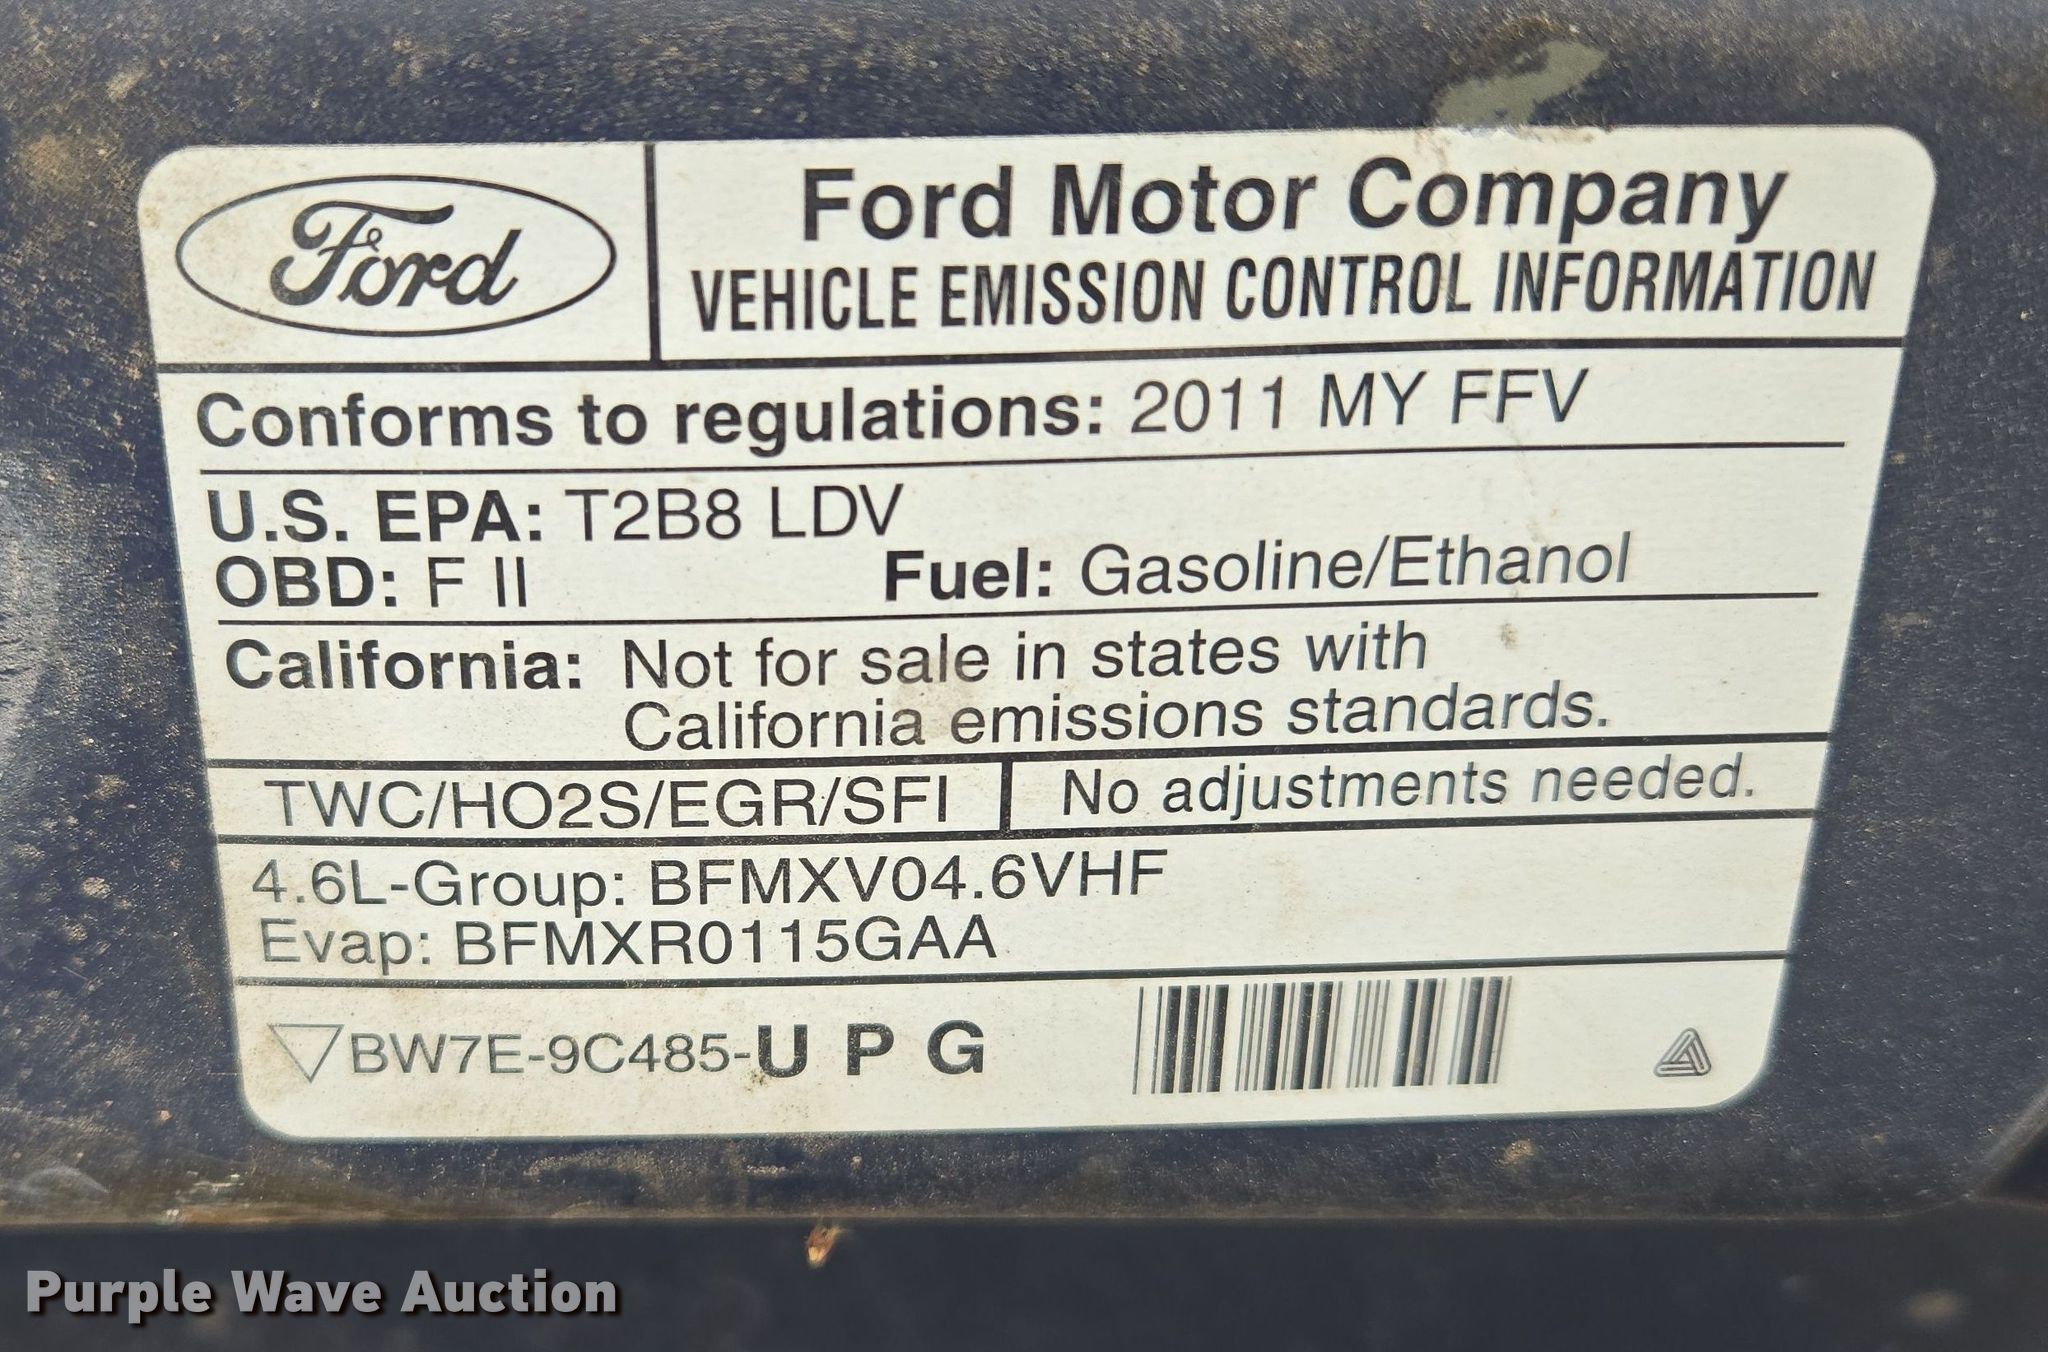 Ford
Ford Motor Company
VEHICLE EMISSION CONTROL INFORMATION
Conforms to regulations: 2011 MY FFV
U.S. EPA: T2B8 LDV
OBD: F II Fuel: Gasoline/Ethanol
California: Not for sale in states with
California emissions standards.
TWC/HO2S/EGR/SFI No adjustments needed.
4.6L-Group: BFMXV04.6VHF
Evap: BFMXR0115GAA
BW7E-9C485-U P G
Purple Wave Auction